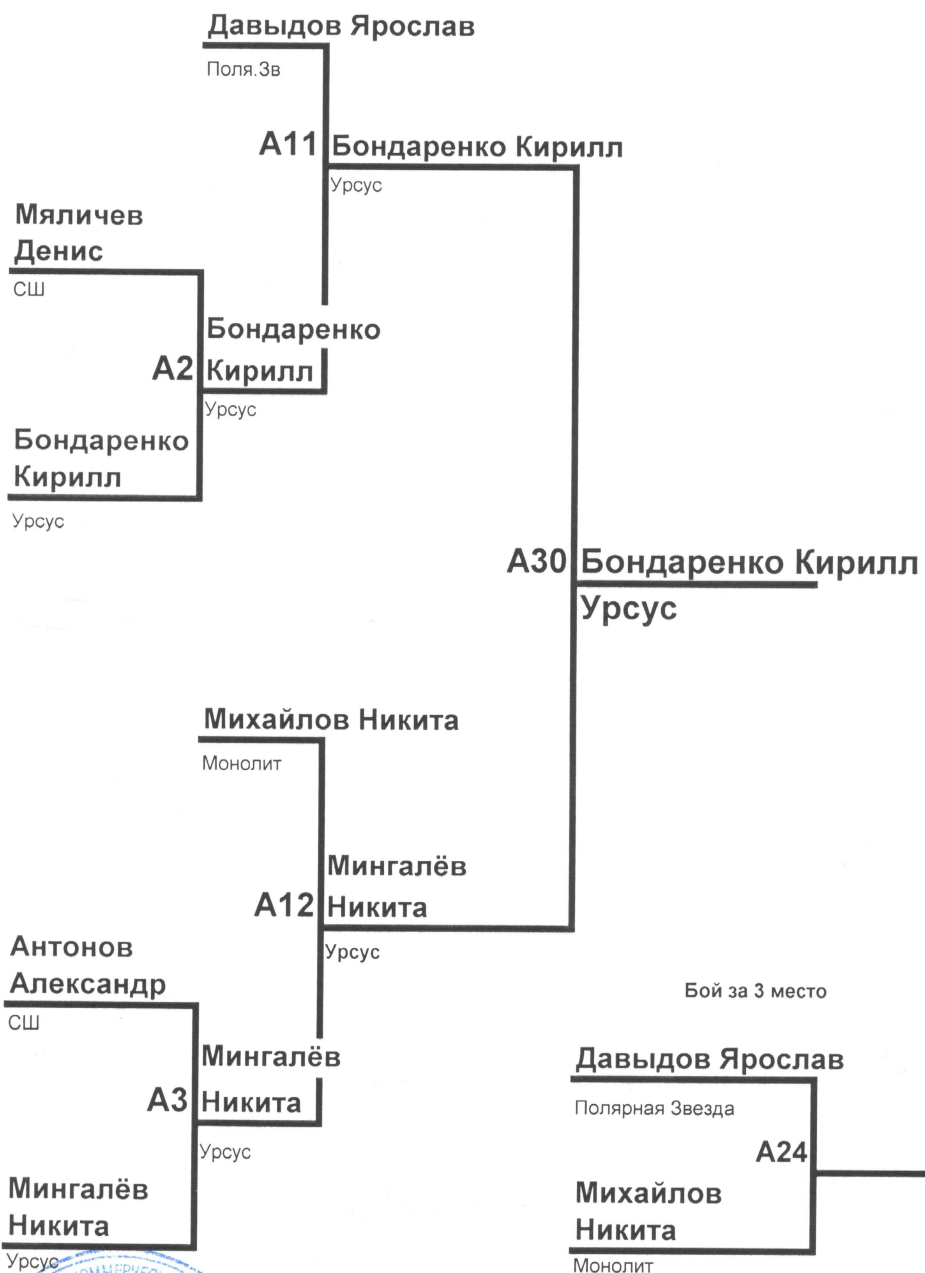 Давыдов Ярослав
Поля.Зв
А11
Бондаренко Кирилл
Урсус
Мяличев
Денис
СШ
Бондаренко
А2
Кирилл
Урсус
Бондаренко
Кирилл
Урсус
А30
Бондаренко Кирилл
Урсус
Михайлов Никита
Монолит
Мингалёв
А12
Никита
Урсус
Антонов
Александр
СШ
Мингалёв
А3
Никита
Урсус
Мингалёв
Никита
Урсус
Бой за 3 место
Давыдов Ярослав
Полярная Звезда
А24
Михайлов
Никита
Монолит